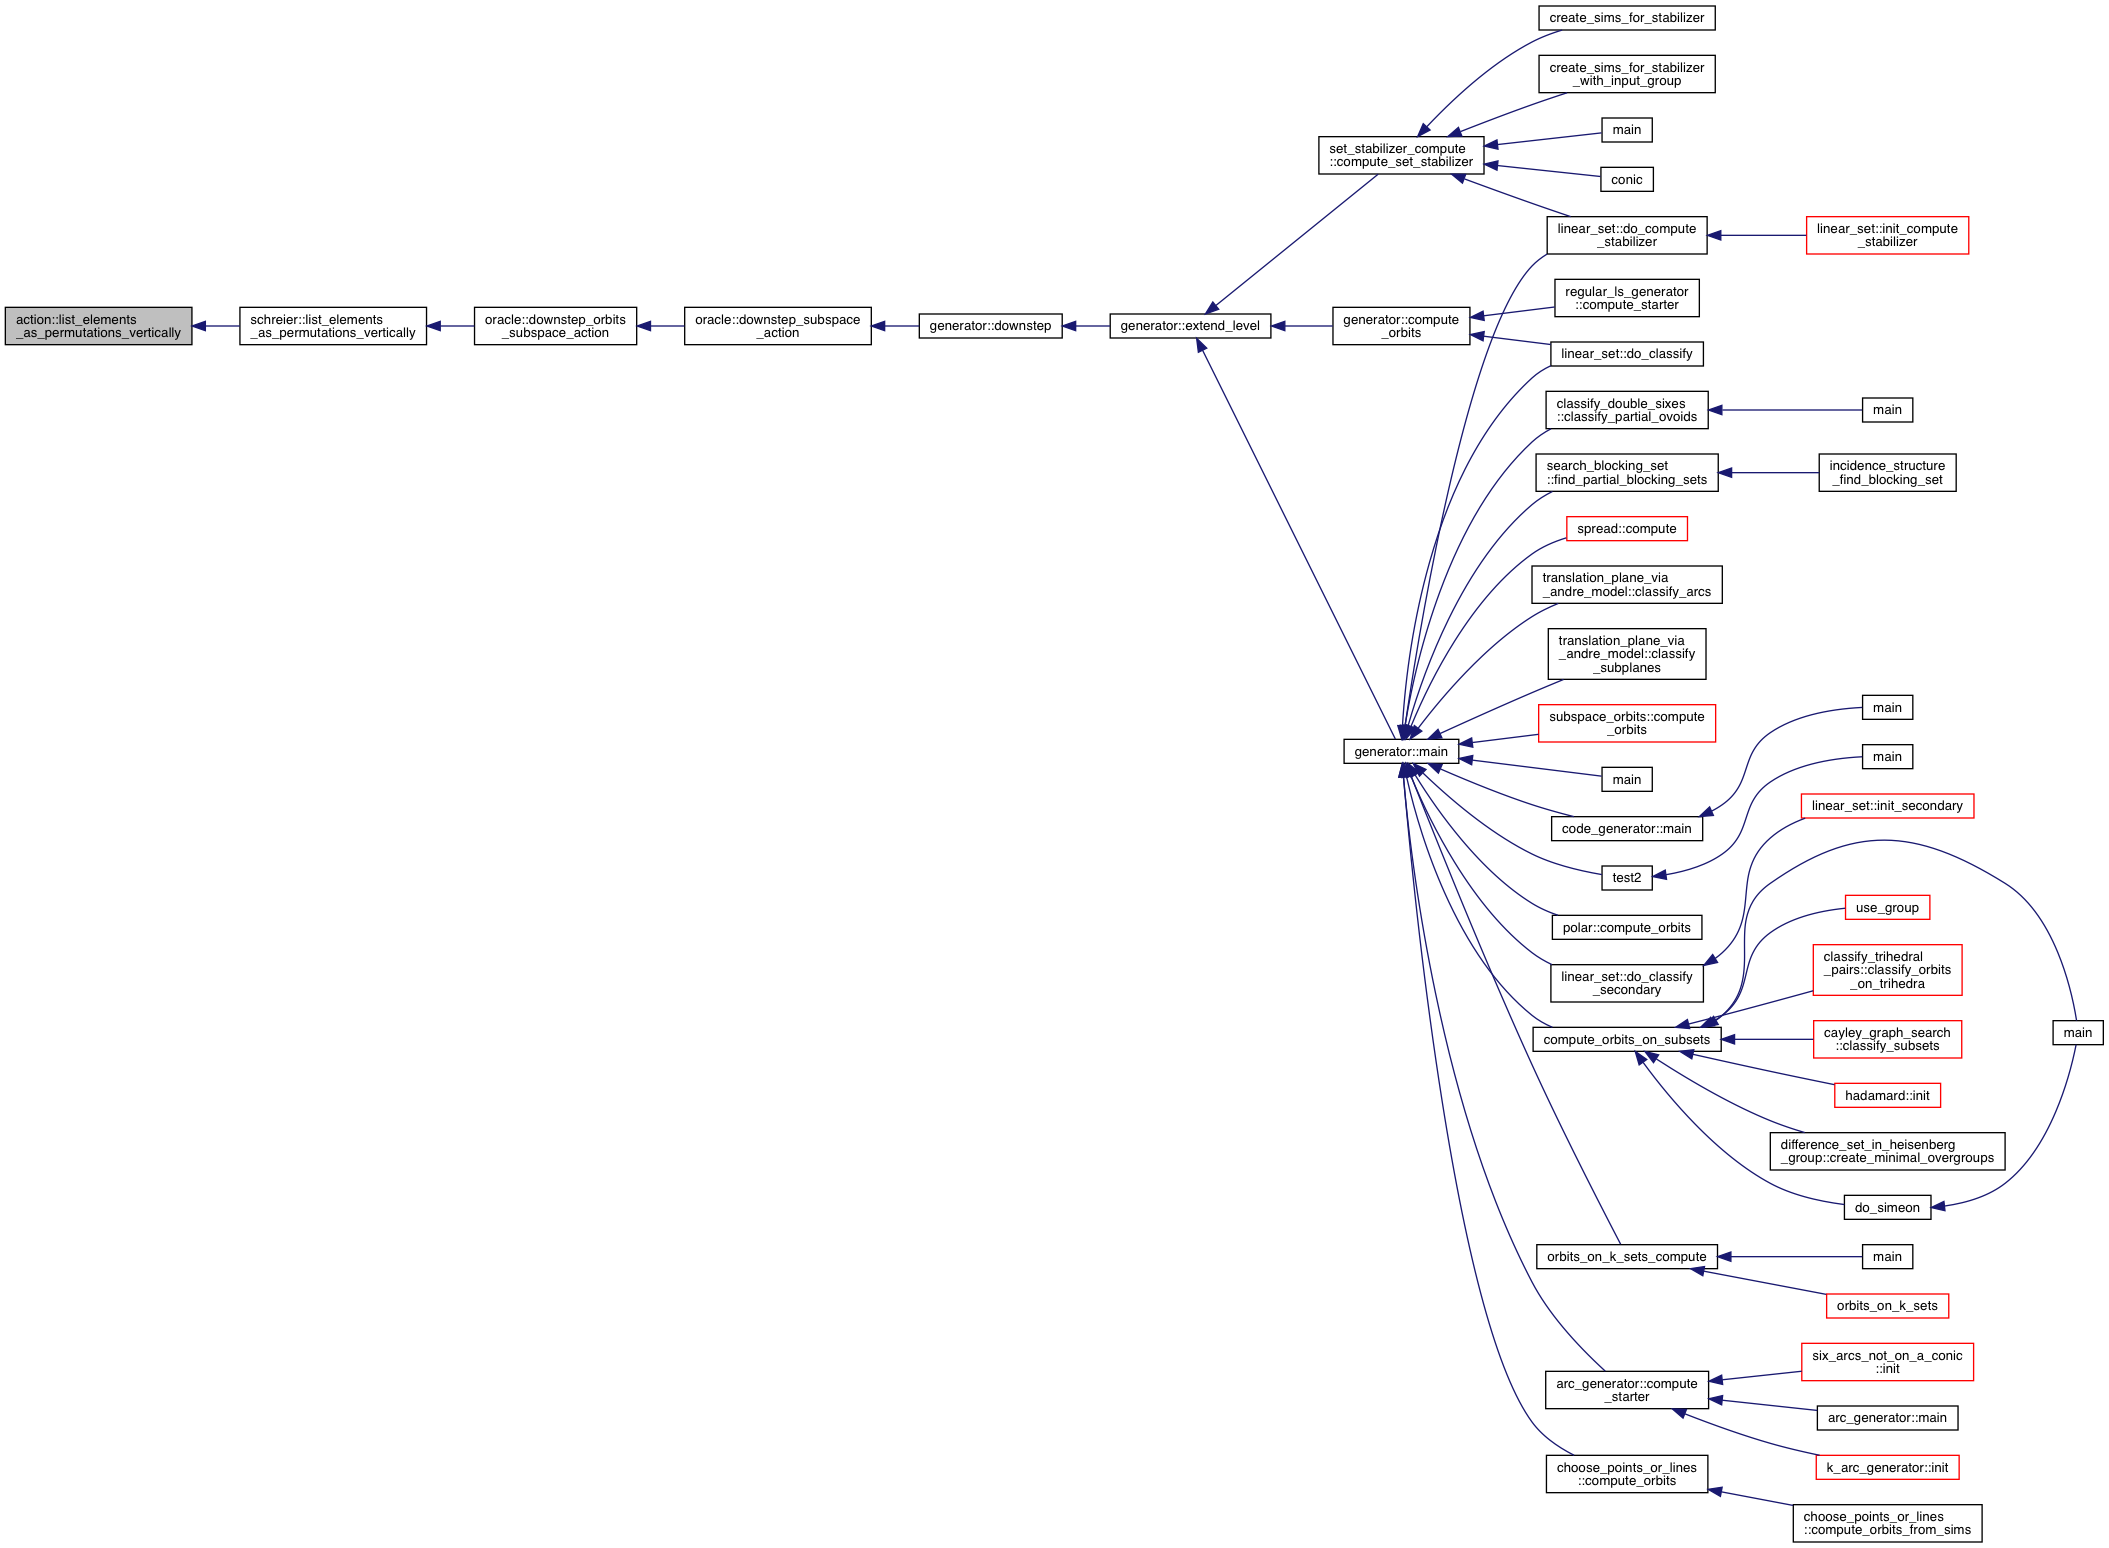 create_sims_for_stabilizer
create_sims_for_stabilizer
_with_input_group
main
set_stabilizer_compute
::compute_set_stabilizer
conic
linear_set::do_compute
_stabilizer
linear_set::init_compute
_stabilizer
regular_ls_generator
::compute_starter
action::list_elements
_as_permutations_vertically
schreier::list_elements
_as_permutations_vertically
oracle::downstep_orbits
_subspace_action
oracle::downstep_subspace
_action
generator::downstep
generator::extend_level
generator::compute
_orbits
linear_set::do_classify
classify_double_sixes
::classify_partial_ovoids
main
search_blocking_set
::find_partial_blocking_sets
incidence_structure
_find_blocking_set
spread::compute
translation_plane_via
_andre_model::classify_arcs
translation_plane_via
_andre_model::classify
_subplanes
subspace_orbits::compute
_orbits
main
generator::main
main
main
linear_set::init_secondary
code_generator::main
test2
use_group
polar::compute_orbits
classify_trihedral
_pairs::classify_orbits
_on_trihedra
linear_set::do_classify
_secondary
compute_orbits_on_subsets
cayley_graph_search
::classify_subsets
main
hadamard::init
difference_set_in_heisenberg
_group::create_minimal_overgroups
do_simeon
orbits_on_k_sets_compute
main
orbits_on_k_sets
six_arcs_not_on_a_conic
::init
arc_generator::compute
_starter
arc_generator::main
k_arc_generator::init
choose_points_or_lines
::compute_orbits
choose_points_or_lines
::compute_orbits_from_sims